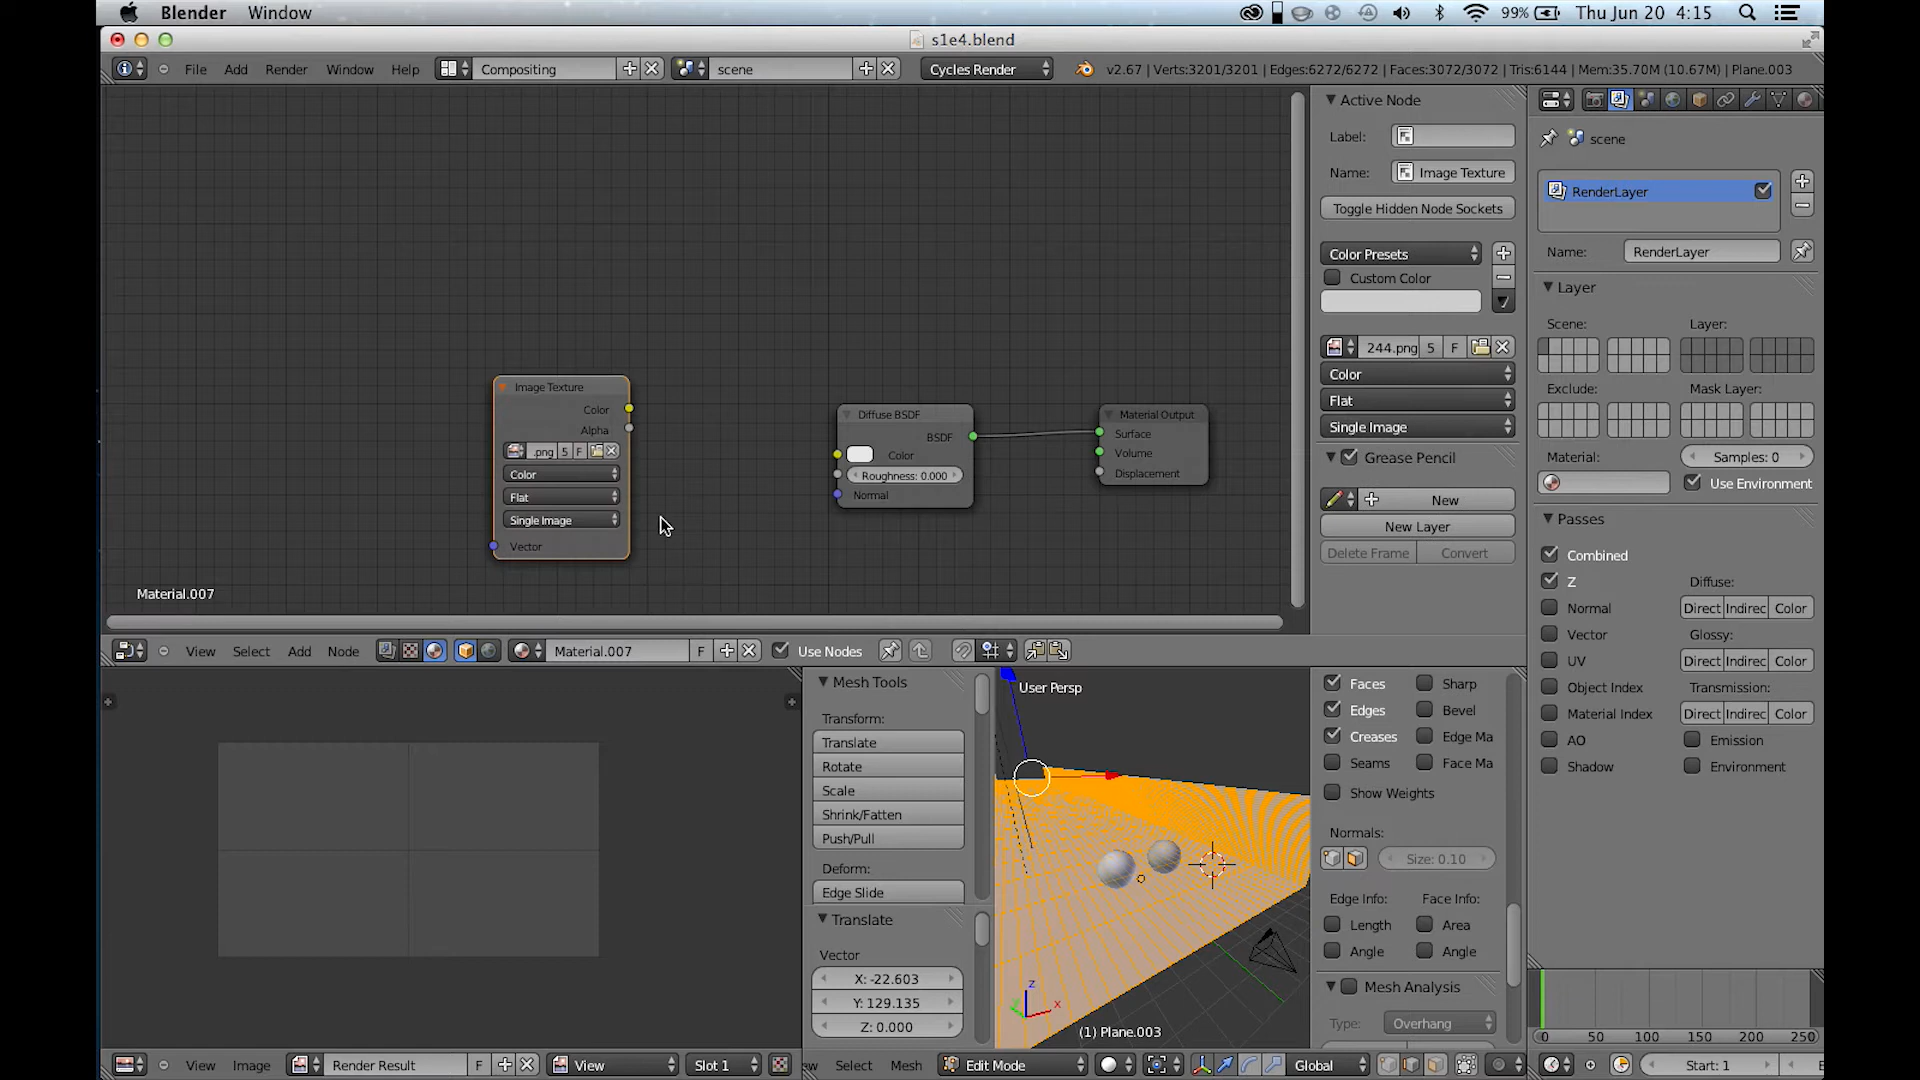 Blender Window 99% Thu Jun 20 4:15
s1e4.blend
File Add Render Window Help Compositing scene Cycles Render v2.67 | Verts:3201/3201 | Edges:6272/6272 | Faces:3072/3072 | Tris:6144 | Mem:35.70M (10.67M) | Plane.003
Active Node
Label:
Name: Image Texture
Toggle Hidden Node Sockets
Color Presets
Custom Color
244.png 5 F
Color
Flat
Single Image
Grease Pencil
New
New Layer
Delete Frame Convert
scene
RenderLayer
Name: RenderLayer
Layer
Scene: Layer:
Exclude: Mask Layer:
Material: Samples: 0
Use Environment
Passes
Combined
Z Diffuse:
Normal Direct Indirec Color
Vector Glossy:
UV Direct Indirec Color
Object Index Transmission:
Material Index Direct Indirec Color
AO Emission
Shadow Environment
Image Texture
Color
Alpha
.png 5 F
Color
Flat
Single Image
Vector
Diffuse BSDF
BSDF
Color
Roughness: 0.000
Normal
Material Output
Surface
Volume
Displacement
Material.007
View Select Add Node Material.007 F Use Nodes
Mesh Tools
Transform:
Translate
Rotate
Scale
Shrink/Fatten
Push/Pull
Deform:
Edge Slide
Translate
Vector
X: -22.603
Y: 129.135
Z: 0.000
User Persp
z
x
y
(1) Plane.003
Faces Sharp
Edges Bevel
Creases Edge Ma
Seams Face Ma
Show Weights
Normals:
Size: 0.10
Edge Info: Face Info:
Length Area
Angle Angle
Mesh Analysis
Type: Overhang
0 50 100 150 200 250
View Image Render Result F View Slot 1
ew Select Mesh Edit Mode Global
Start: 1